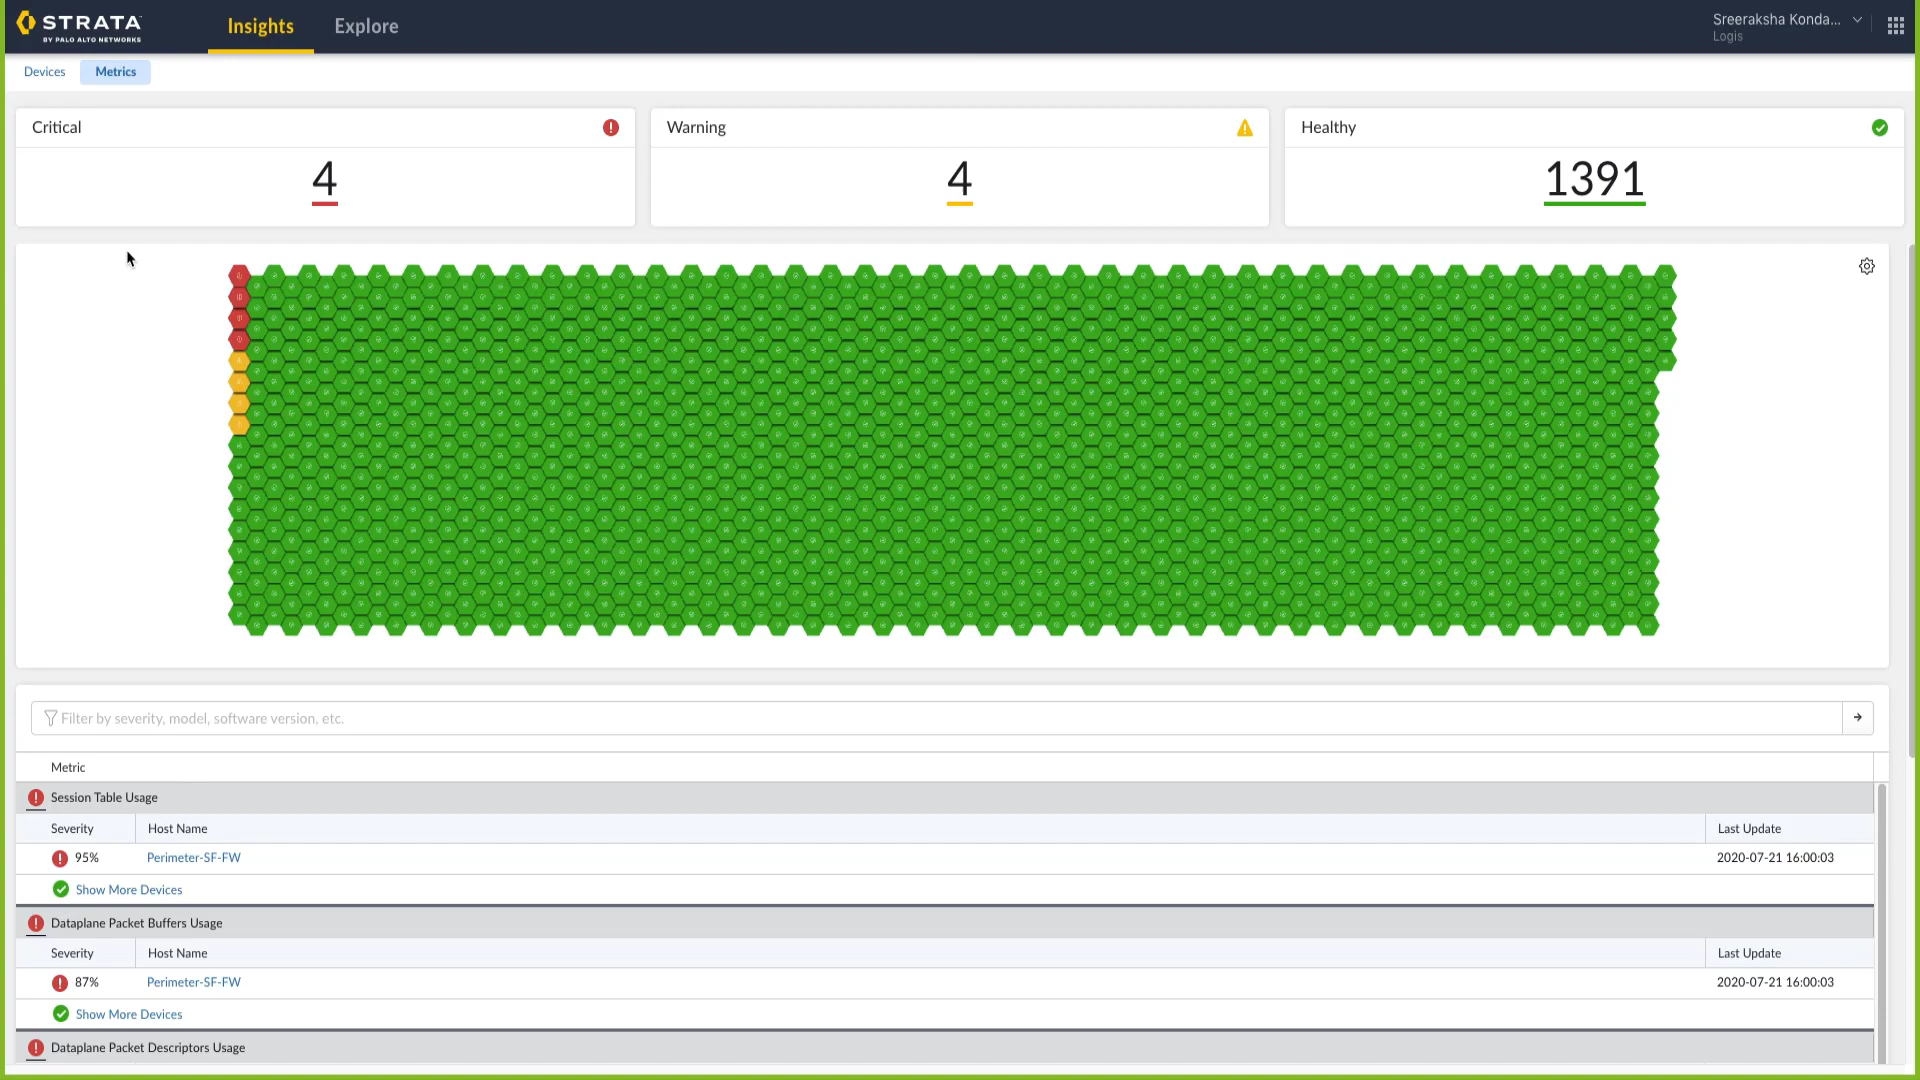 STRATA
BY PALO ALTO NETWORKS
Insights
Explore
Sreeraksha Konda...
Logis
Devices
Metrics
Critical
Warning
Healthy
4
4
1391
Filter by severity, model, software version, etc.
Metric
Session Table Usage
Severity
Host Name
Last Update
95%
Perimeter-SF-FW
2020-07-21 16:00:03
Show More Devices
Dataplane Packet Buffers Usage
Severity
Host Name
Last Update
87%
Perimeter-SF-FW
2020-07-21 16:00:03
Show More Devices
Dataplane Packet Descriptors Usage